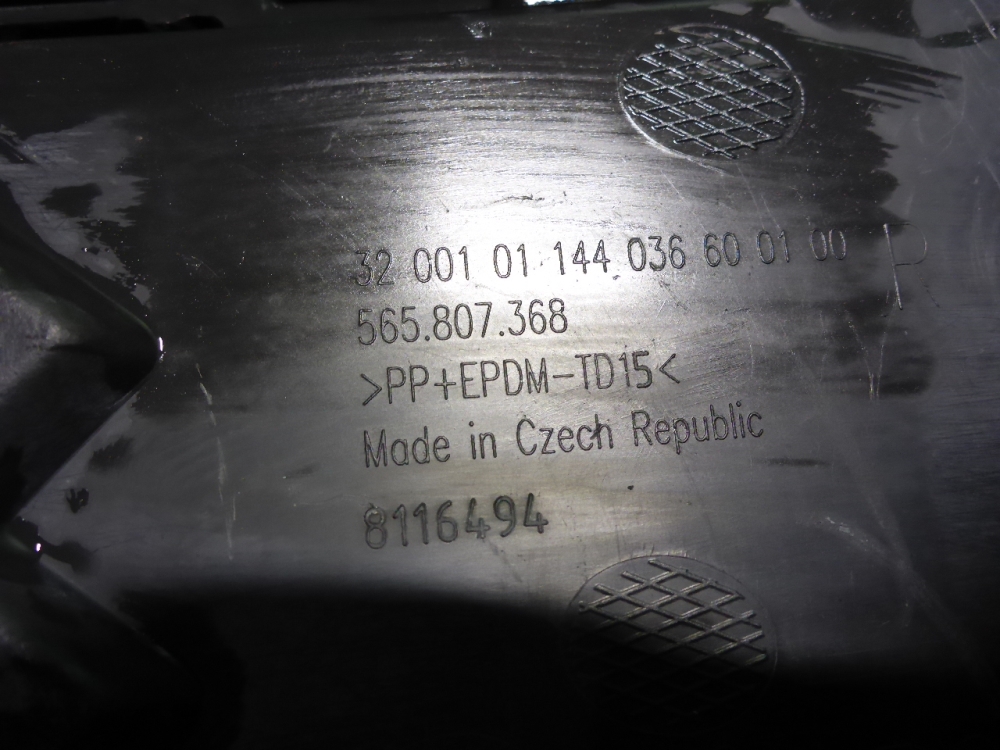 32 001 01 144 036 60 01 00 P
565.807.368
>PP+EPDM-TD15<
Made in Czech Republic
8116494